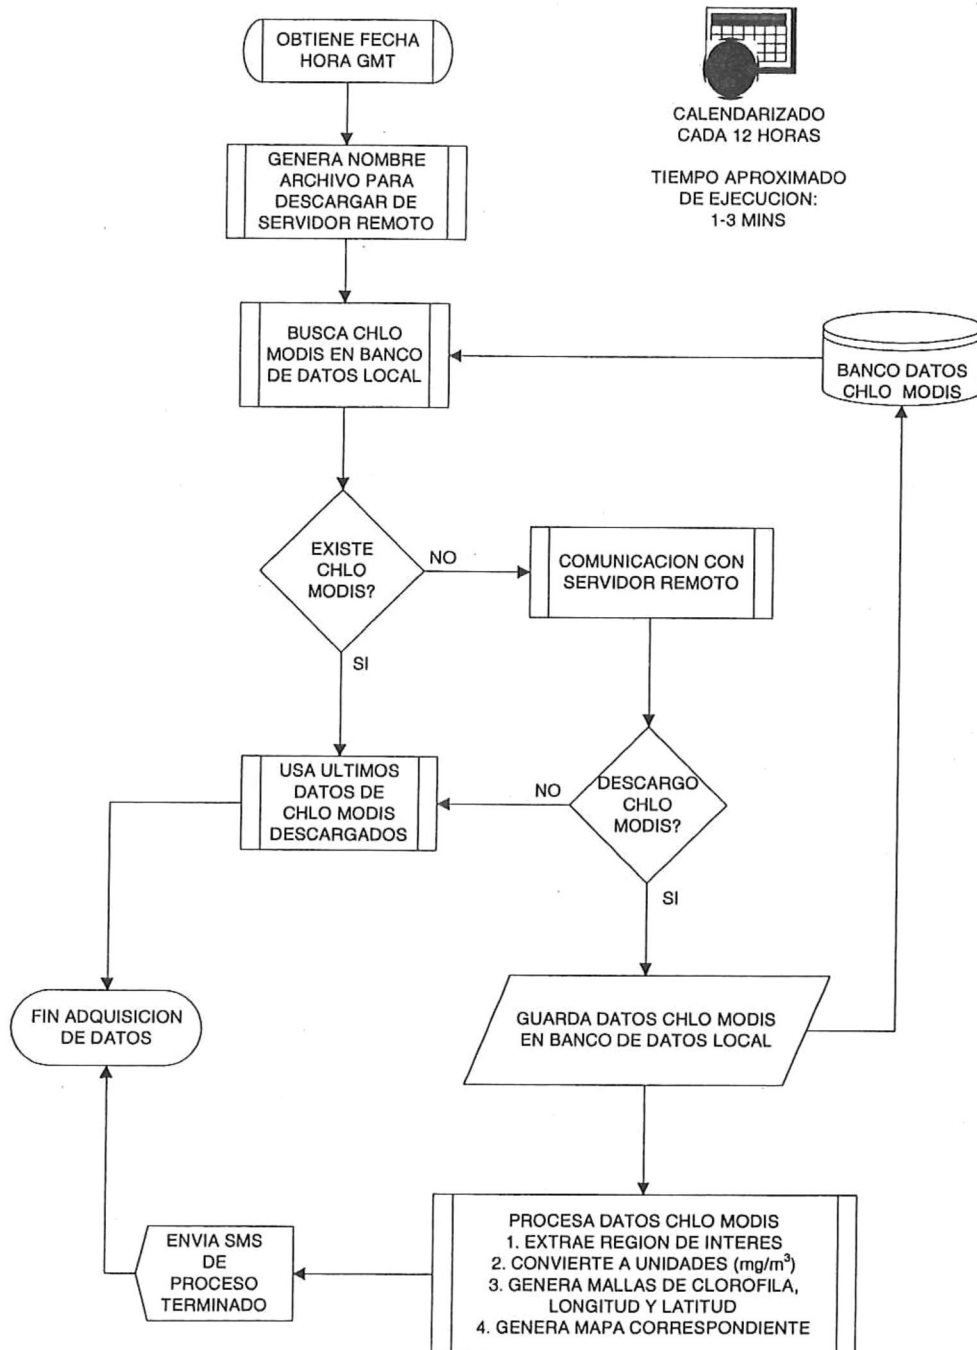 OBTIENE FECHA
HORA GMT
CALENDARIZADO
CADA 12 HORAS
TIEMPO APROXIMADO
DE EJECUCION:
1-3 MINS
GENERA NOMBRE
ARCHIVO PARA
DESCARGAR DE
SERVIDOR REMOTO
BUSCA CHLO
MODIS EN BANCO
DE DATOS LOCAL
BANCO DATOS
CHLO MODIS
EXISTE
CHLO
MODIS?
NO
COMUNICACION CON
SERVIDOR REMOTO
SI
USA ULTIMOS
DATOS DE
CHLO MODIS
DESCARGADOS
NO
DESCARGO
CHLO
MODIS?
SI
FIN ADQUISICION
DE DATOS
GUARDA DATOS CHLO MODIS
EN BANCO DE DATOS LOCAL
ENVIA SMS
DE
PROCESO
TERMINADO
PROCESA DATOS CHLO MODIS
1. EXTRAE REGION DE INTERES
2. CONVIERTE A UNIDADES (mg/m³)
3. GENERA MALLAS DE CLOROFILA,
LONGITUD Y LATITUD
4. GENERA MAPA CORRESPONDIENTE